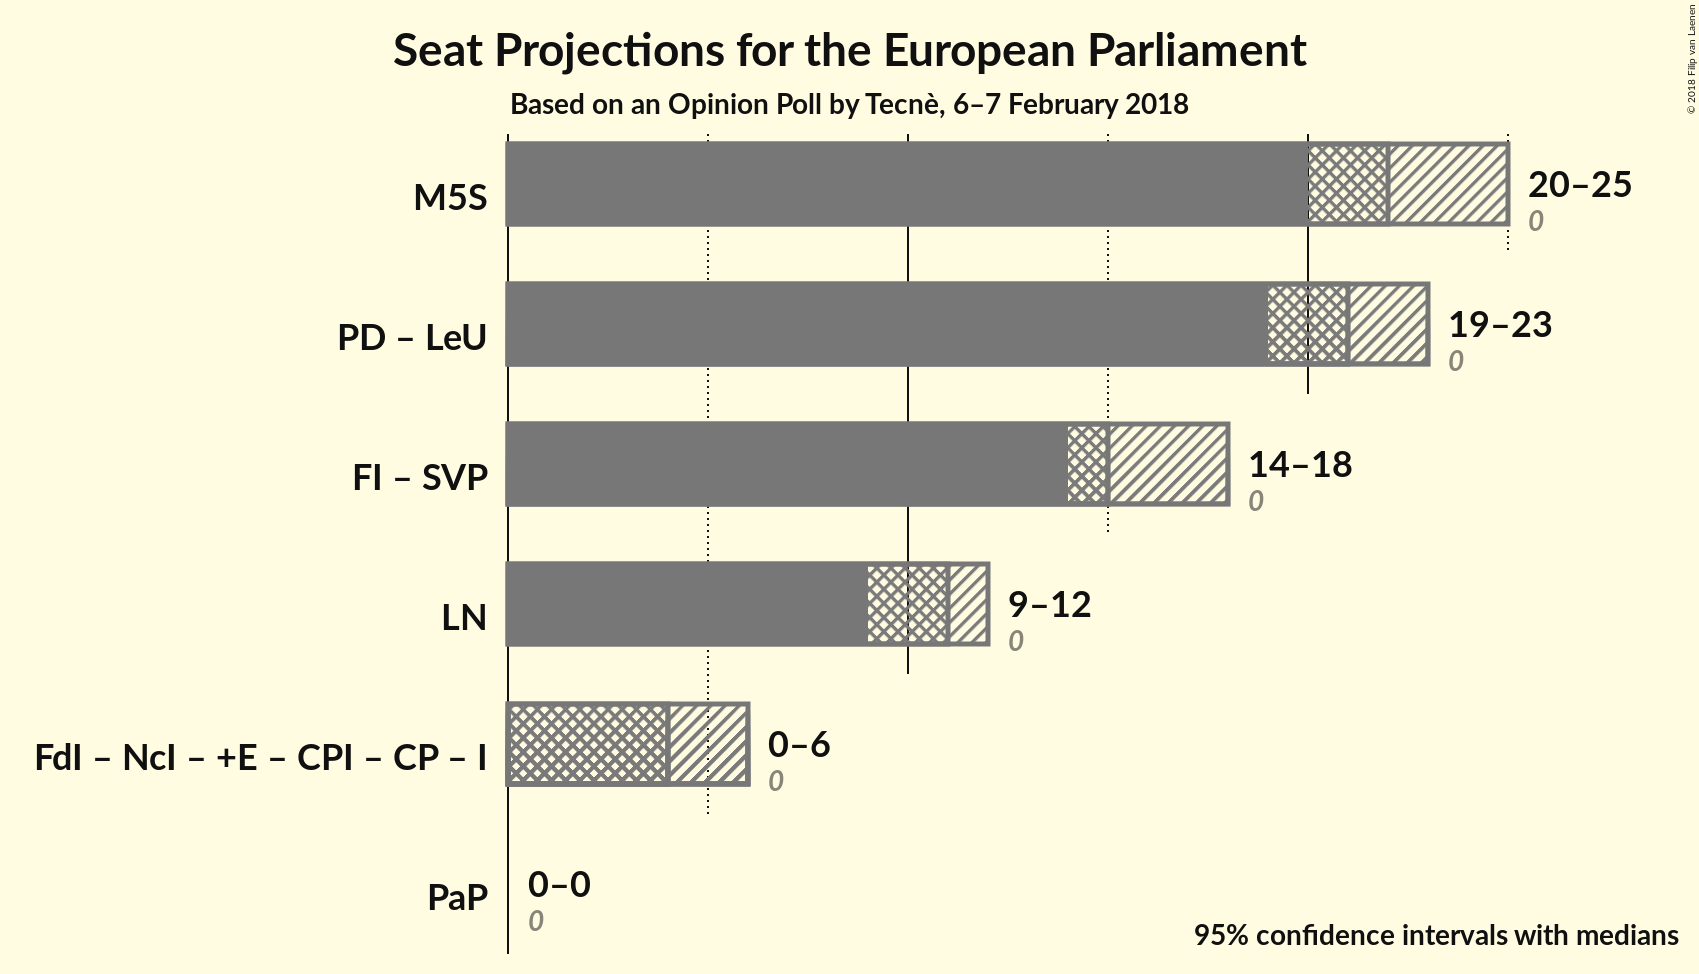 Seat Projections for the European Parliament
Based on an Opinion Poll by Tecnè, 6–7 February 2018
© 2018 Filip van Laenen
M5S
20–25
0
PD – LeU
19–23
0
FI – SVP
14–18
0
LN
9–12
0
FdI – NcI – +E – CPI – CP – I
0–6
0
PaP
0–0
0
95% confidence intervals with medians